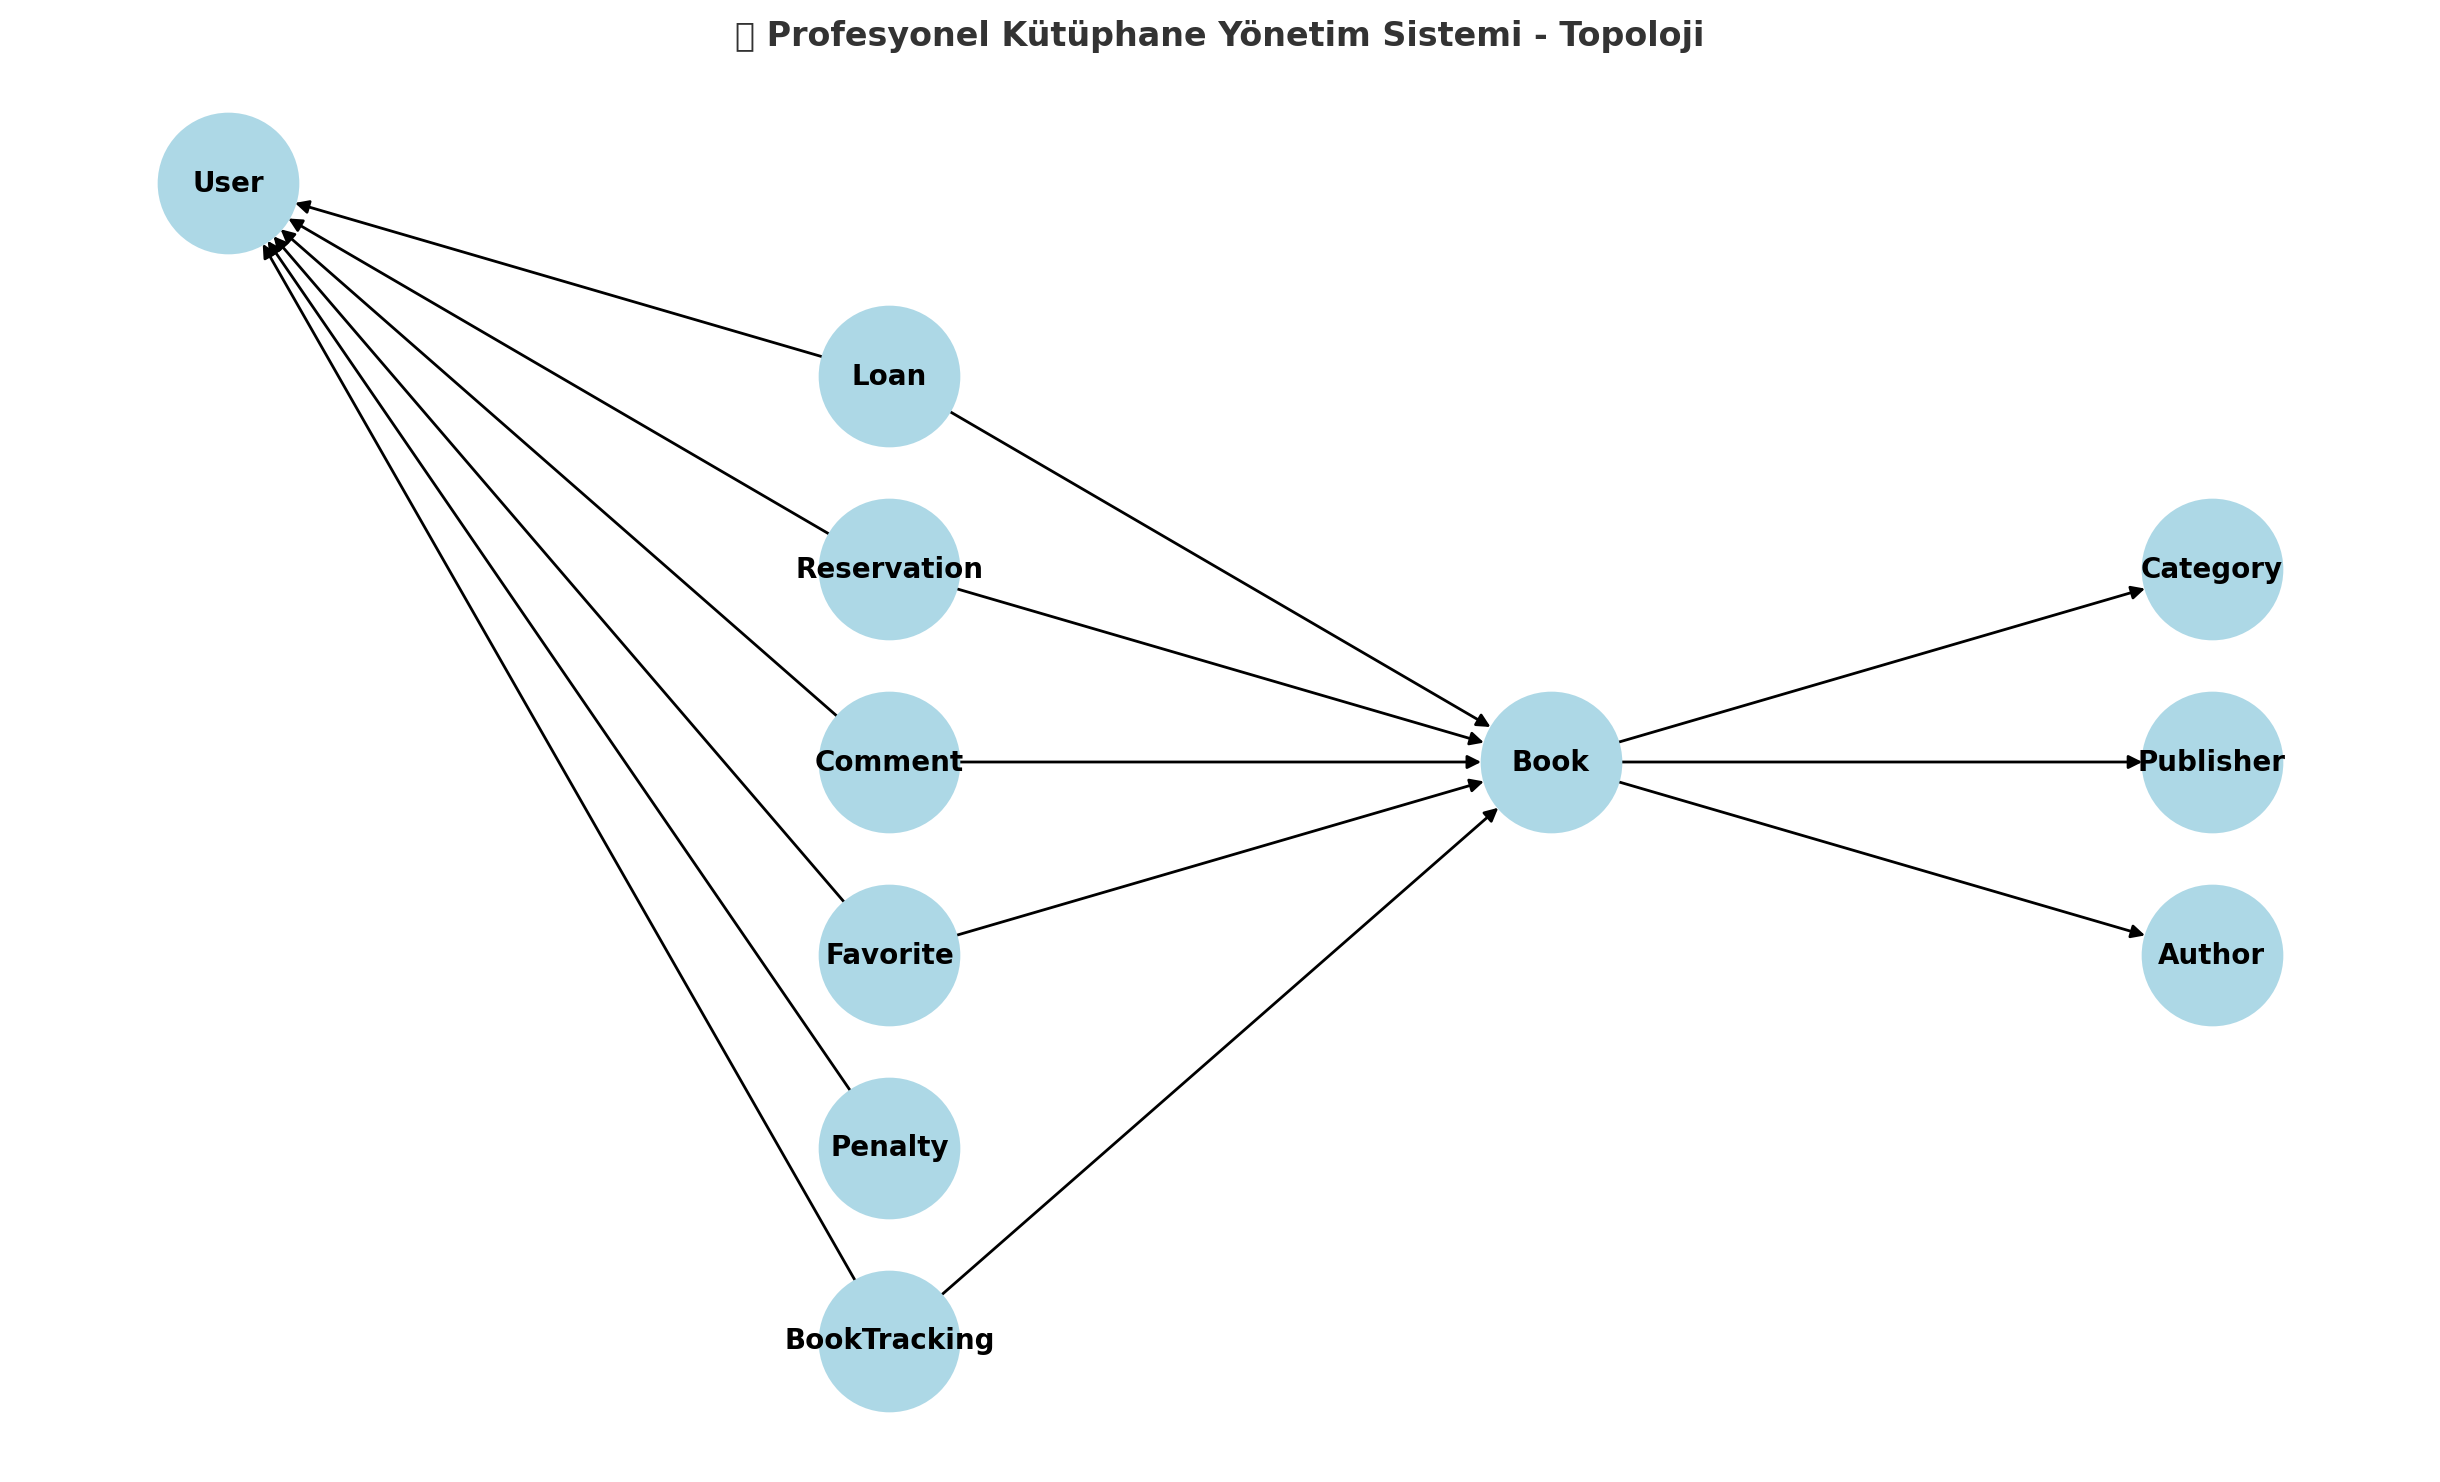 Profesyonel Kütüphane Yönetim Sistemi - Topoloji
User
Loan
Reservation
Comment
Favorite
Penalty
BookTracking
Book
Category
Publisher
Author